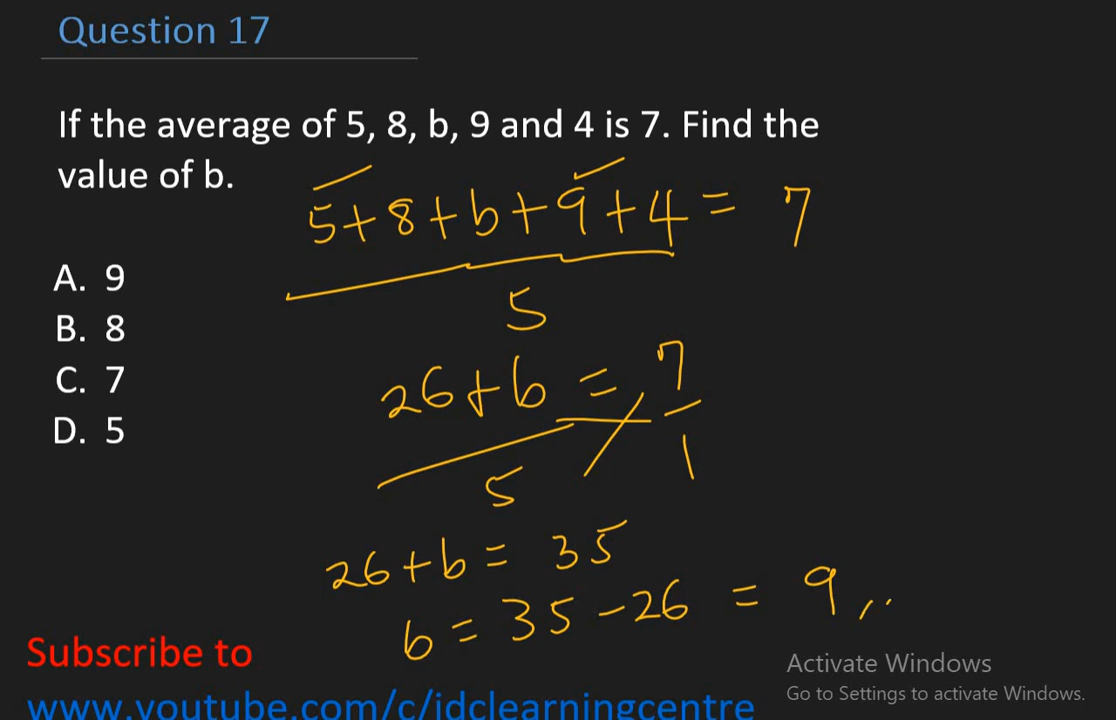 Question 17
If the average of 5, 8, b, 9 and 4 is 7. Find the
value of b.
5+8+b+9+4 = 7
5
A. 9
B. 8
C. 7
D. 5
26+b = 7
5 1
26+b = 35
b = 35-26 = 9,,
Subscribe to
www.youtube.com/c/idclearningcentre
Activate Windows
Go to Settings to activate Windows.